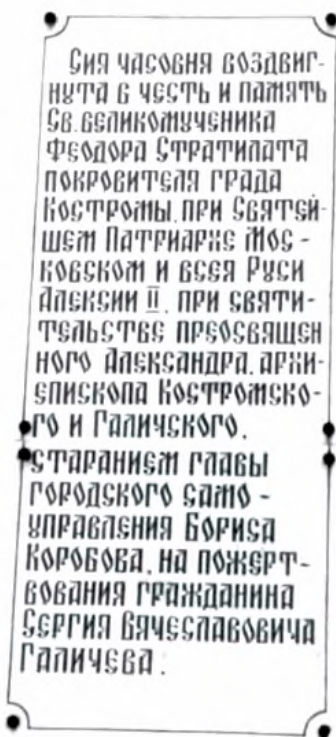 Сия часовня воздвиг-
нута в честь и память
Св. великомученика
Феодора Стратилата
покровителя града
Костромы. при Святей-
шем Патриархе Мос-
ковском и всея Руси
Алексии II. при святи-
тельстве преосвящен
ного Александра. архи-
епископа Костромско-
го и Галичского.
старанием главы
городского само-
управления Бориса
Коробова. на пожерт-
вования гражданина
Сергия Вячеславовича
Галичева.